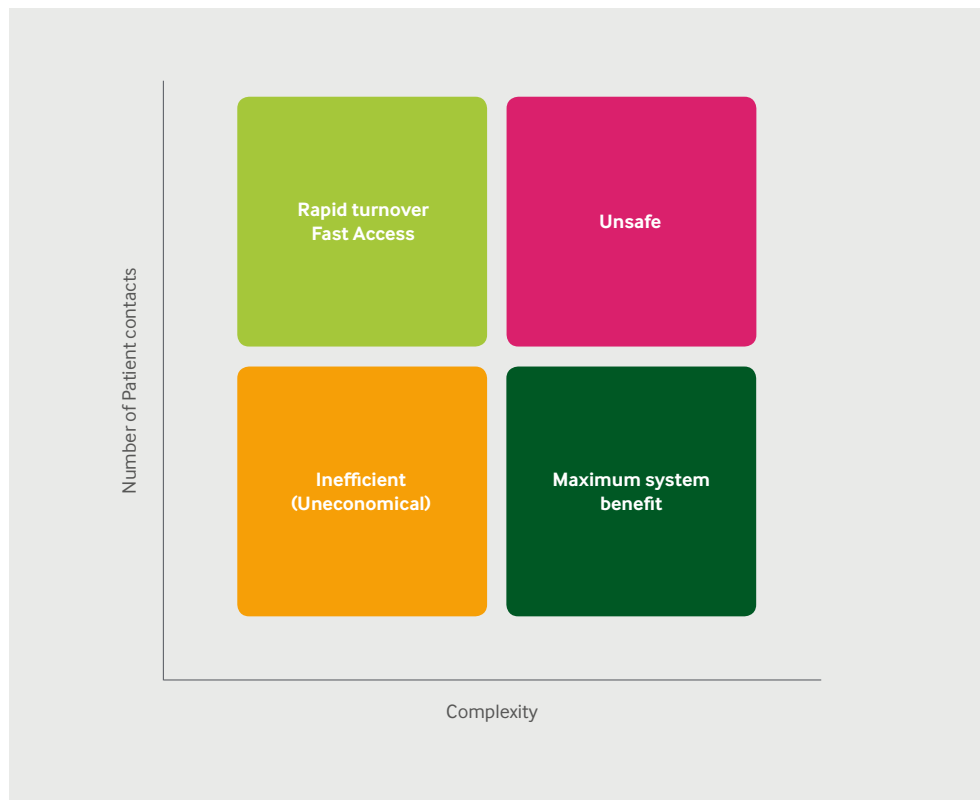 Rapid turnover
Fast Access
Unsafe
Number of Patient contacts
Inefficient
(Uneconomical)
Maximum system
benefit
Complexity